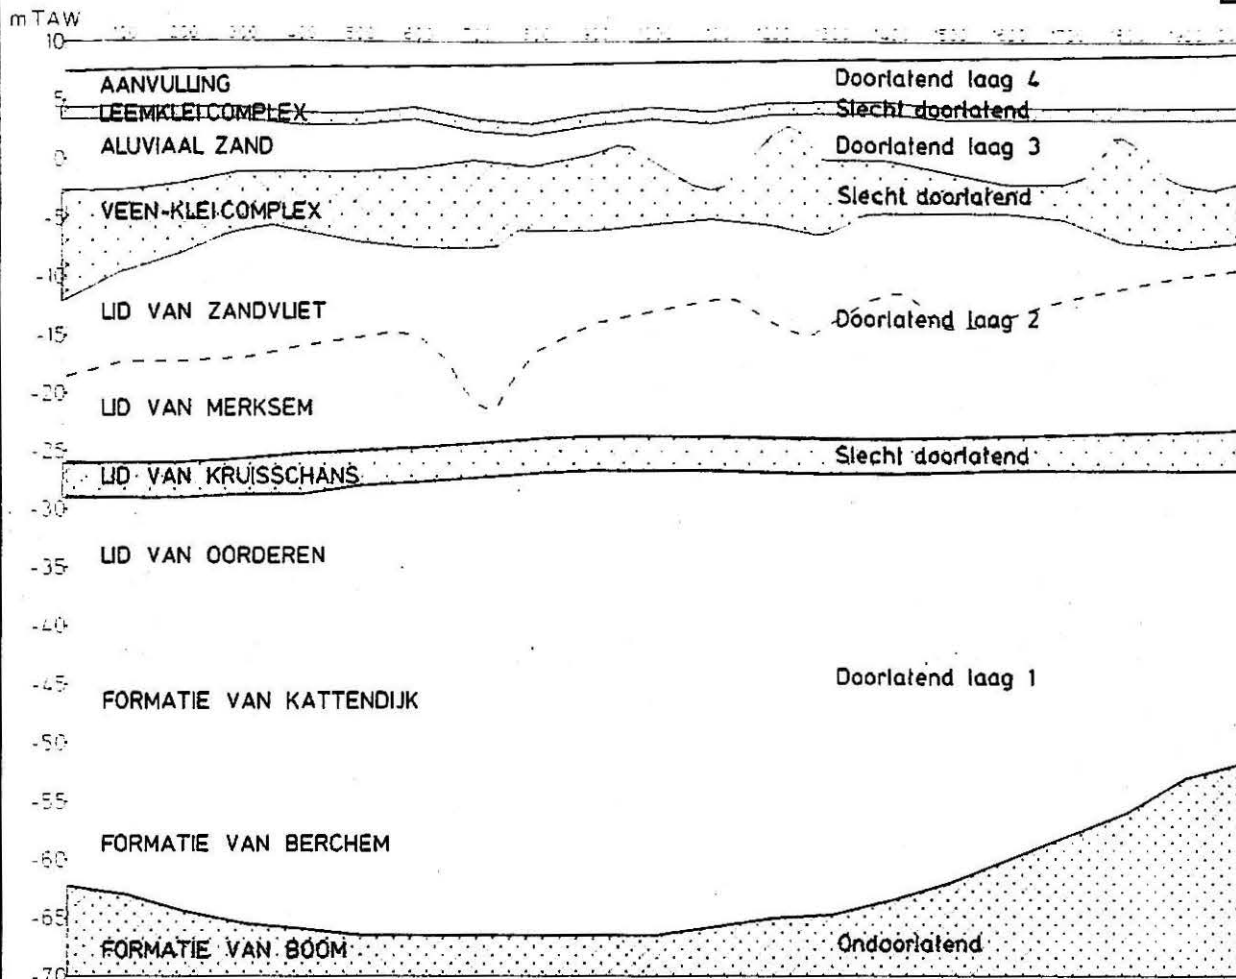 mTAW
10
AANVULLING Doorlatend laag 4
5
LEEMKLEICOMPLEX Slecht doorlatend
ALUVIAAL ZAND Doorlatend laag 3
0
Slecht doorlatend
-5 VEEN-KLEICOMPLEX
-10
LID VAN ZANDVLIET Doorlatend laag 2
-15
-20
LID VAN MERKSEM
-25
Slecht doorlatend
LID VAN KRUISSCHANS
-30
LID VAN OORDEREN
-35
-40
-45 Doorlatend laag 1
FORMATIE VAN KATTENDIJK
-50
-55
FORMATIE VAN BERCHEM
-60
-65
FORMATIE VAN BOOM Ondoorlatend
-70